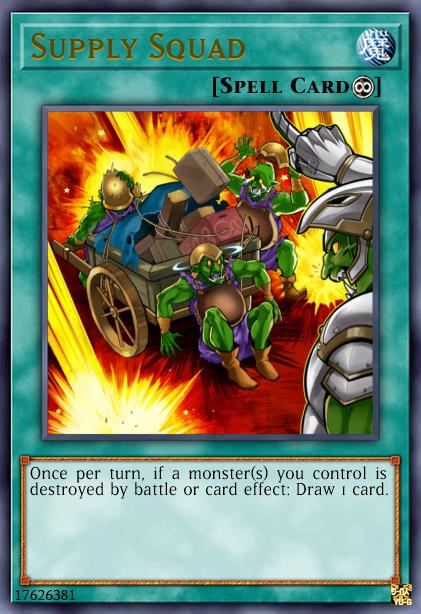 Supply Squad
魔
[Spell Card]
Once per turn, if a monster(s) you control is
destroyed by battle or card effect: Draw 1 card.
17626381